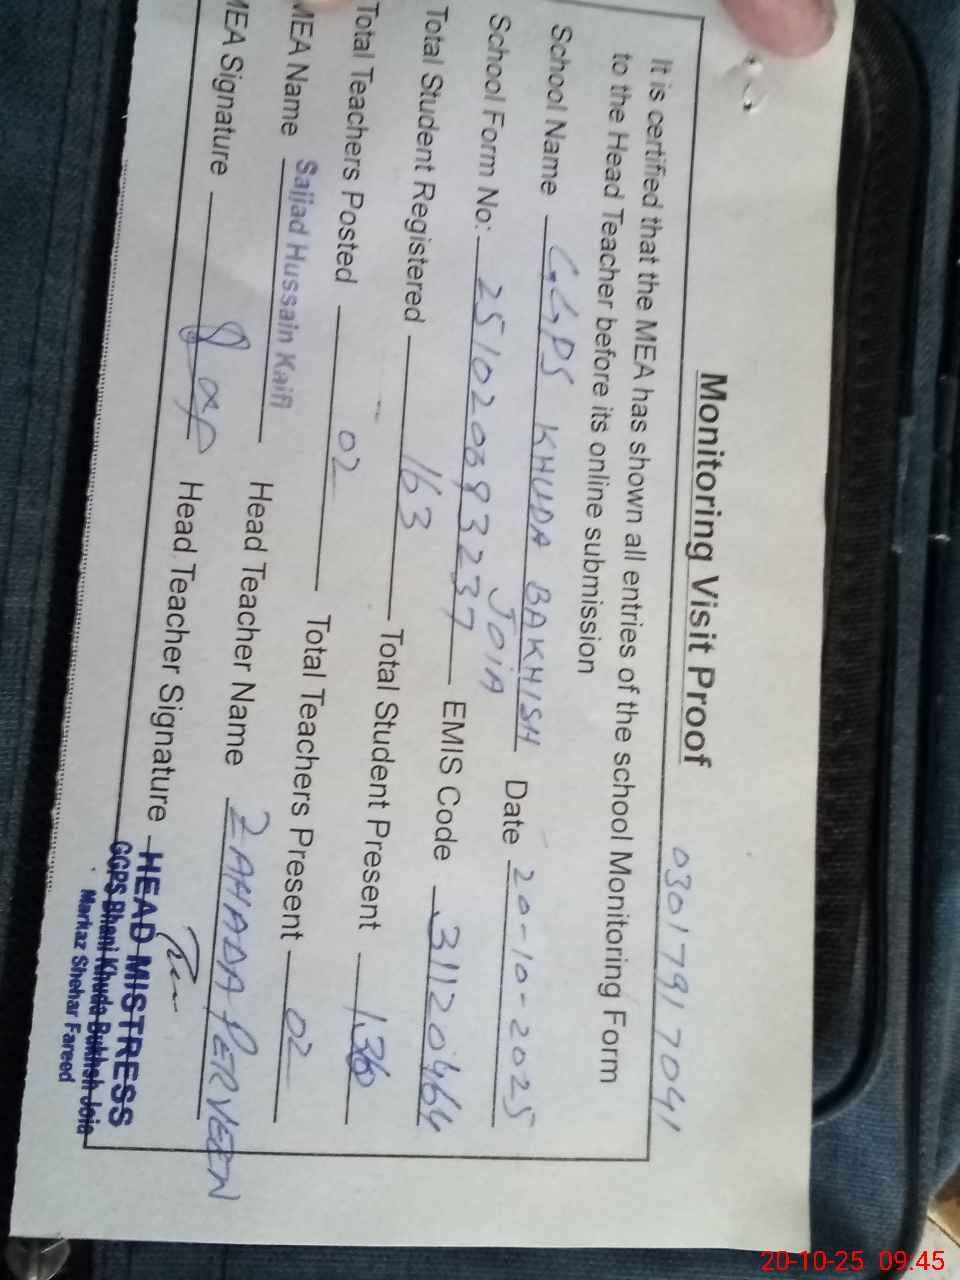 Monitoring Visit Proof 03017917041
It is certified that the MEA has shown all entries of the school Monitoring Form
to the Head Teacher before its online submission
School Name GGPS KHUDA BAKHISH JOIA Date 20-10-2025
School Form No: 251020893237 EMIS Code 31120464
Total Student Registered 163 Total Student Present 136
Total Teachers Posted 02 Total Teachers Present 02
MEA Name Sajjad Hussain Kaifi Head Teacher Name ZAHADA PERVEEN
MEA Signature Head Teacher Signature
HEAD MISTRESS
GGPS Bhani Khuda Bukhsh Joia
Markaz Shehar Fareed
20-10-25 09:45